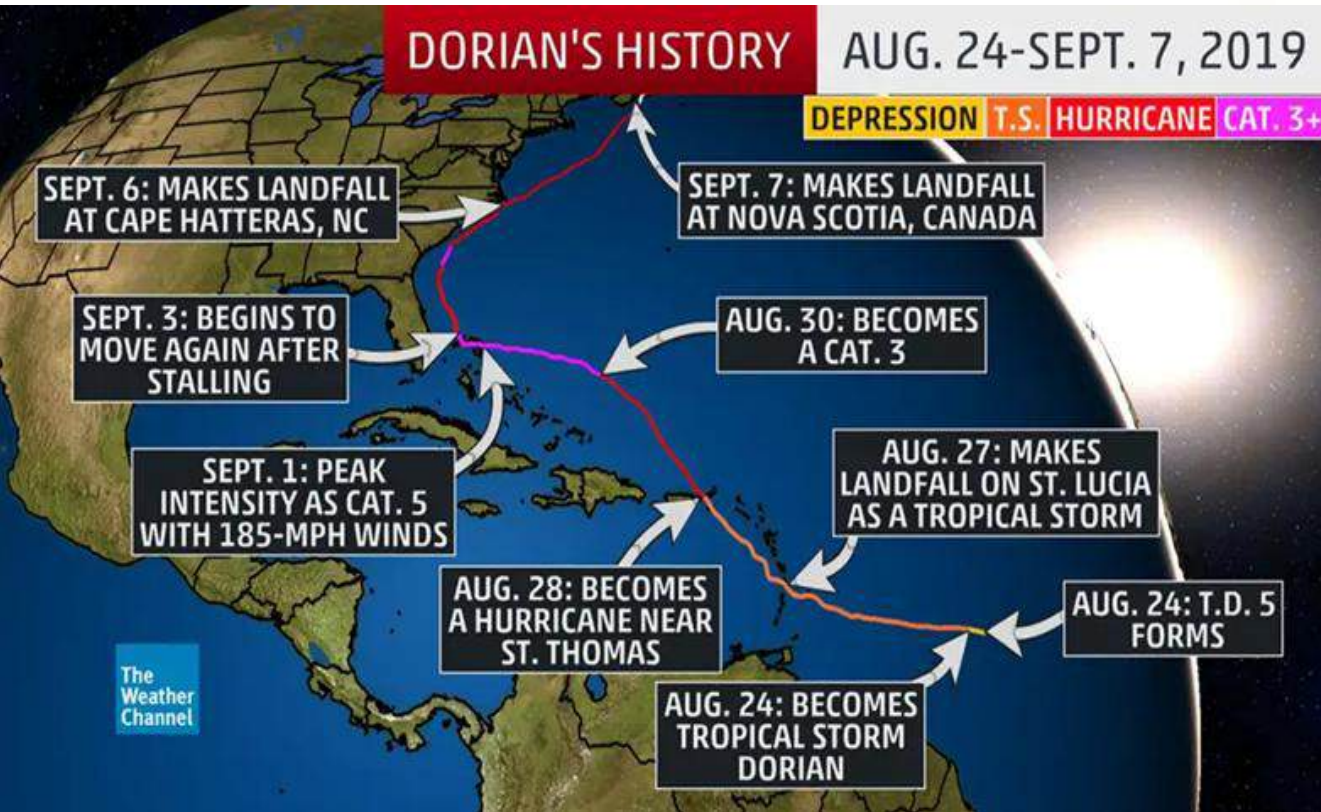 DORIAN'S HISTORY
AUG. 24-SEPT. 7, 2019
DEPRESSION T.S. HURRICANE CAT. 3+
SEPT. 6: MAKES LANDFALL
AT CAPE HATTERAS, NC
SEPT. 7: MAKES LANDFALL
AT NOVA SCOTIA, CANADA
SEPT. 3: BEGINS TO
MOVE AGAIN AFTER
STALLING
AUG. 30: BECOMES
A CAT. 3
SEPT. 1: PEAK
INTENSITY AS CAT. 5
WITH 185-MPH WINDS
AUG. 27: MAKES
LANDFALL ON ST. LUCIA
AS A TROPICAL STORM
AUG. 28: BECOMES
A HURRICANE NEAR
ST. THOMAS
AUG. 24: T.D. 5
FORMS
AUG. 24: BECOMES
TROPICAL STORM
DORIAN
The
Weather
Channel